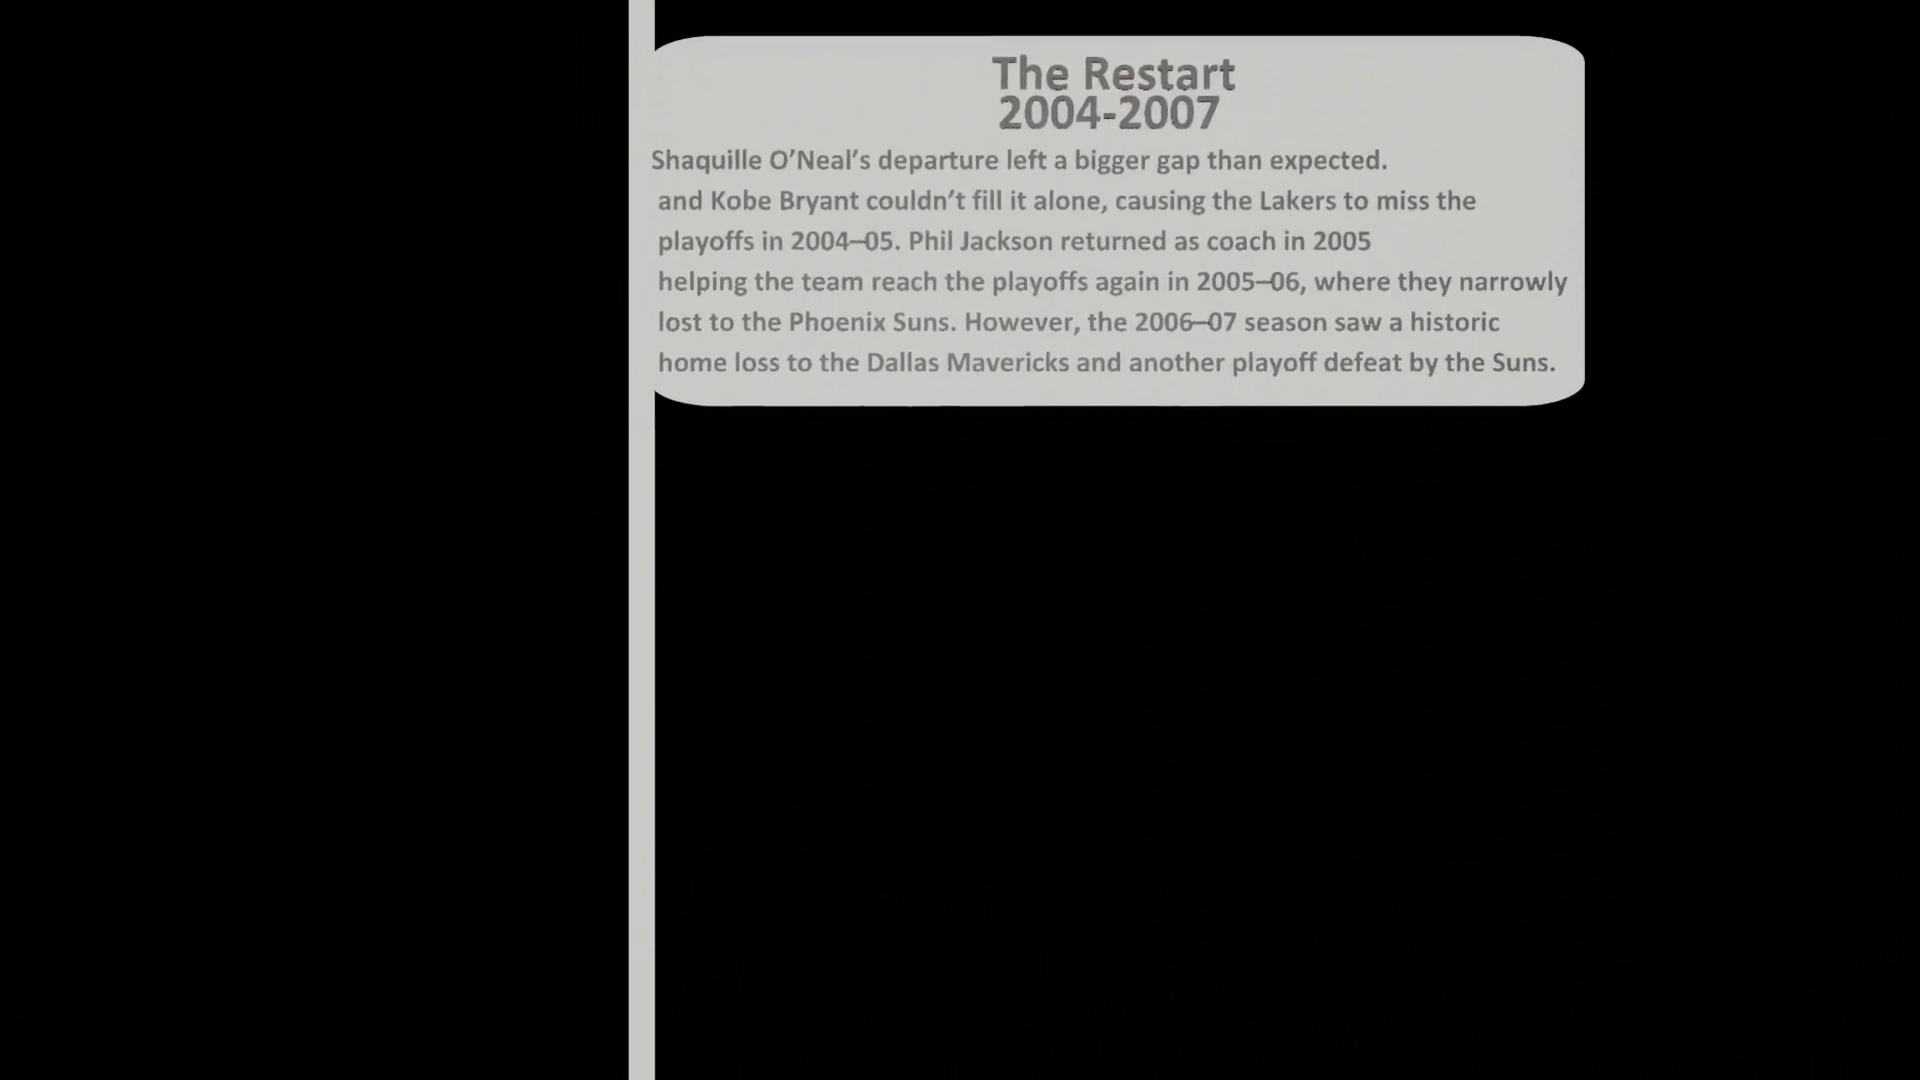 The Restart
2004-2007
Shaquille O’Neal’s departure left a bigger gap than expected.
and Kobe Bryant couldn’t fill it alone, causing the Lakers to miss the
playoffs in 2004–05. Phil Jackson returned as coach in 2005
helping the team reach the playoffs again in 2005–06, where they narrowly
lost to the Phoenix Suns. However, the 2006–07 season saw a historic
home loss to the Dallas Mavericks and another playoff defeat by the Suns.